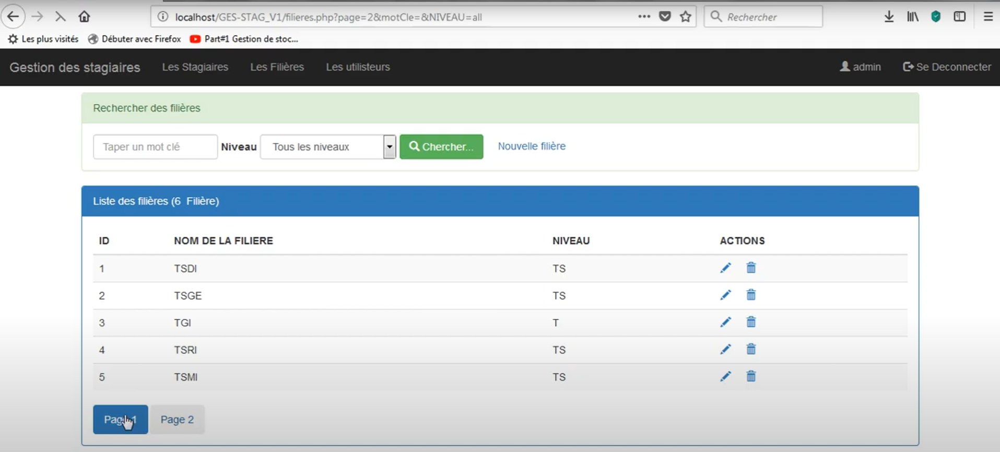 localhost/GES-STAG_V1/filieres.php?page=2&motCle=&NIVEAU=all
Rechercher
Les plus visités
Débuter avec Firefox
Part#1 Gestion de stoc...
Gestion des stagiaires
Les Stagiaires
Les Filières
Les utilisteurs
admin
Se Deconnecter
Rechercher des filières
Taper un mot clé
Niveau
Tous les niveaux
Chercher...
Nouvelle filière
Liste des filières (6 Filière)
ID NOM DE LA FILIERE NIVEAU ACTIONS
1 TSDI TS
2 TSGE TS
3 TGI T
4 TSRI TS
5 TSMI TS
Page 1
Page 2